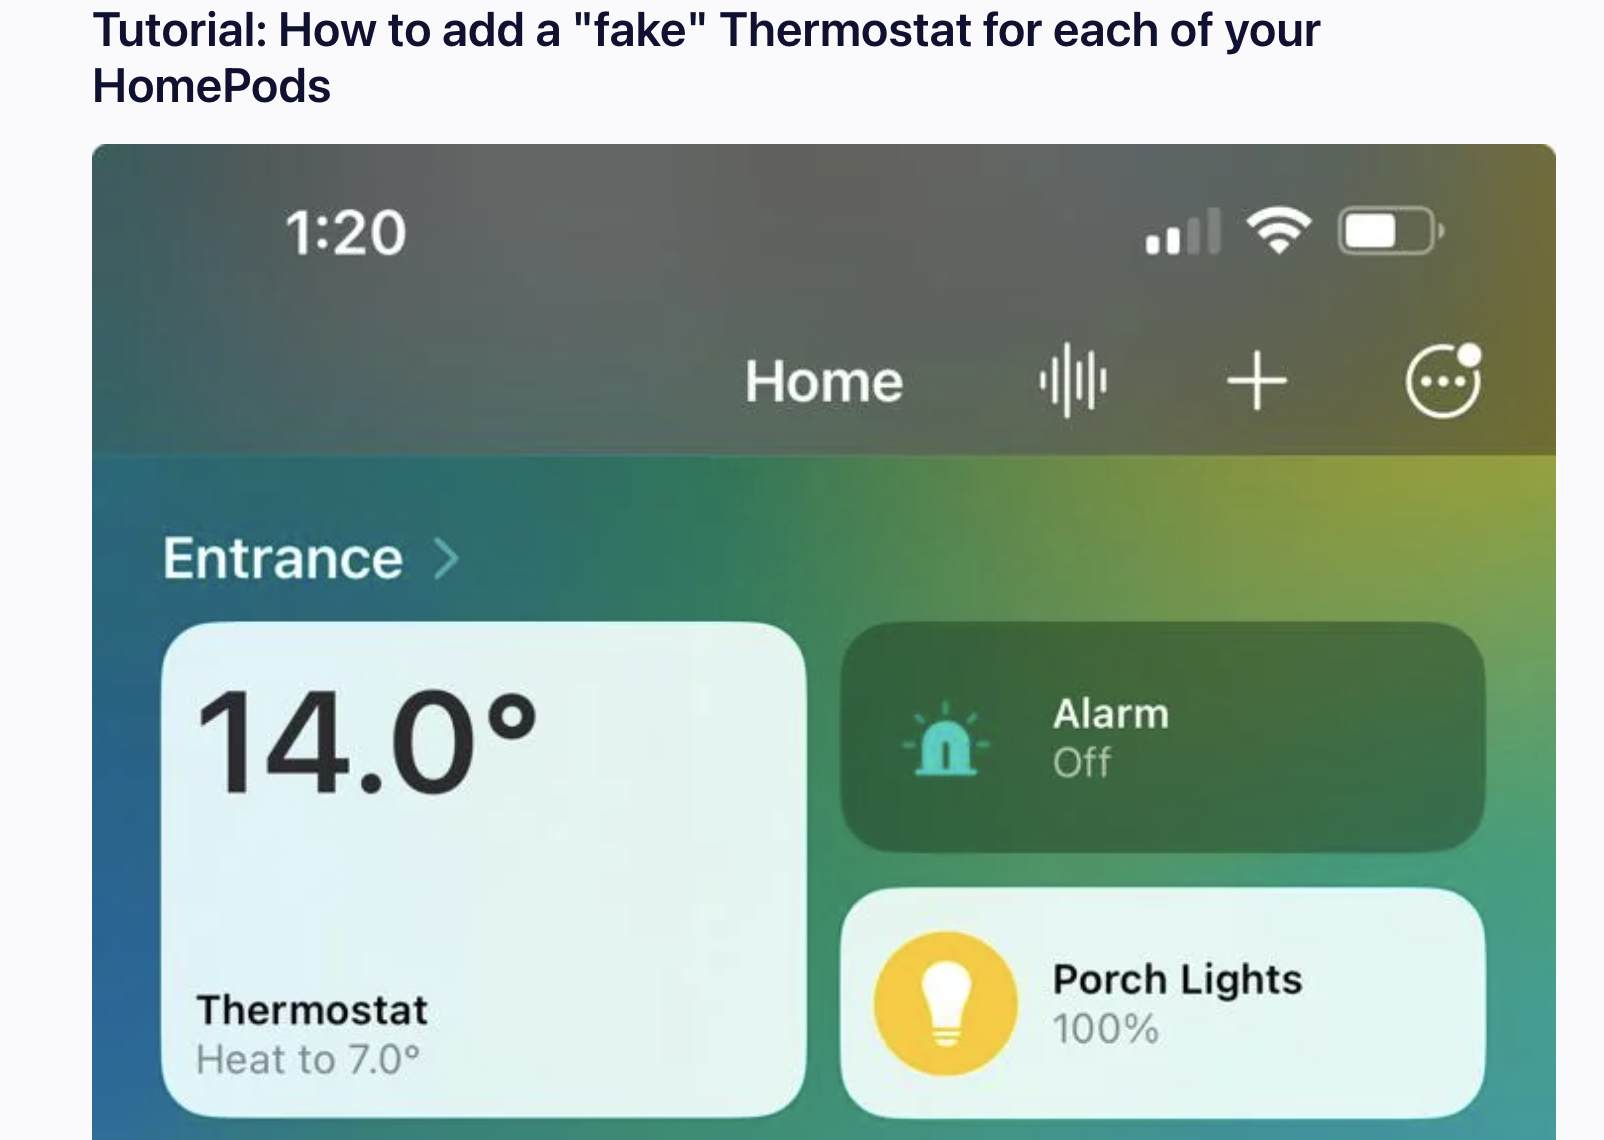 Tutorial: How to add a "fake" Thermostat for each of your
HomePods
1:20
Home
Entrance
14.0°
Alarm
Off
Thermostat
Heat to 7.0°
Porch Lights
100%